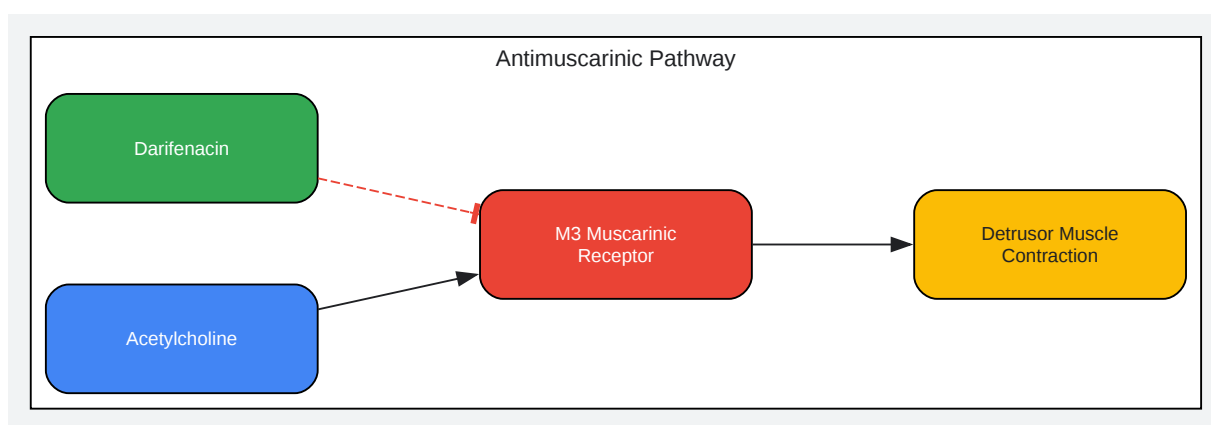 Antimuscarinic Pathway
Darifenacin
M3 Muscarinic
Receptor
Detrusor Muscle
Contraction
Acetylcholine